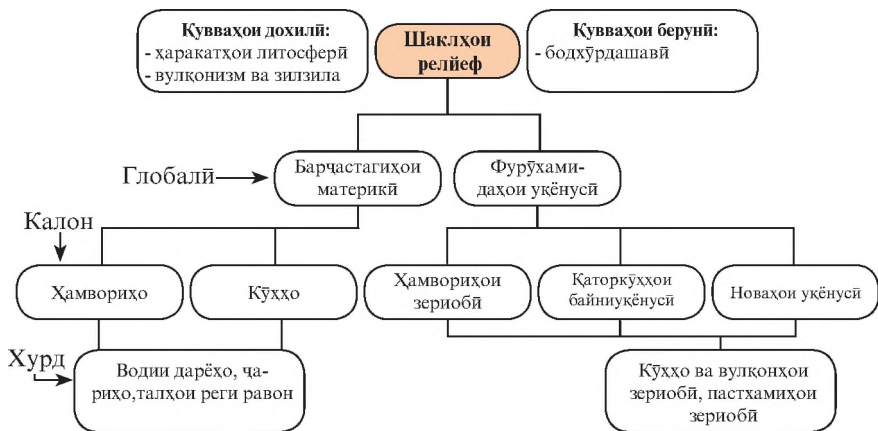 Қувваҳои дохилӣ:
- ҳаракатҳои литосферӣ
- вулқонизм ва зилзила
Шаклҳои
релйеф
Қувваҳои берунӣ:
- бодхӯрдашавӣ
Глобалӣ
Барҷастагиҳои
материкӣ
Фурӯхами-
даҳои уқёнусӣ
Калон
Ҳамвориҳо
Кӯҳҳо
Ҳамвориҳои
зериобӣ
Қаторкӯҳҳои
байниуқёнусӣ
Новаҳои уқёнусӣ
Хурд
Водии дарёҳо, ҷа-
риҳо,талҳои реги равон
Кӯҳҳо ва вулқонҳои
зериобӣ, пастхамиҳои
зериобӣ